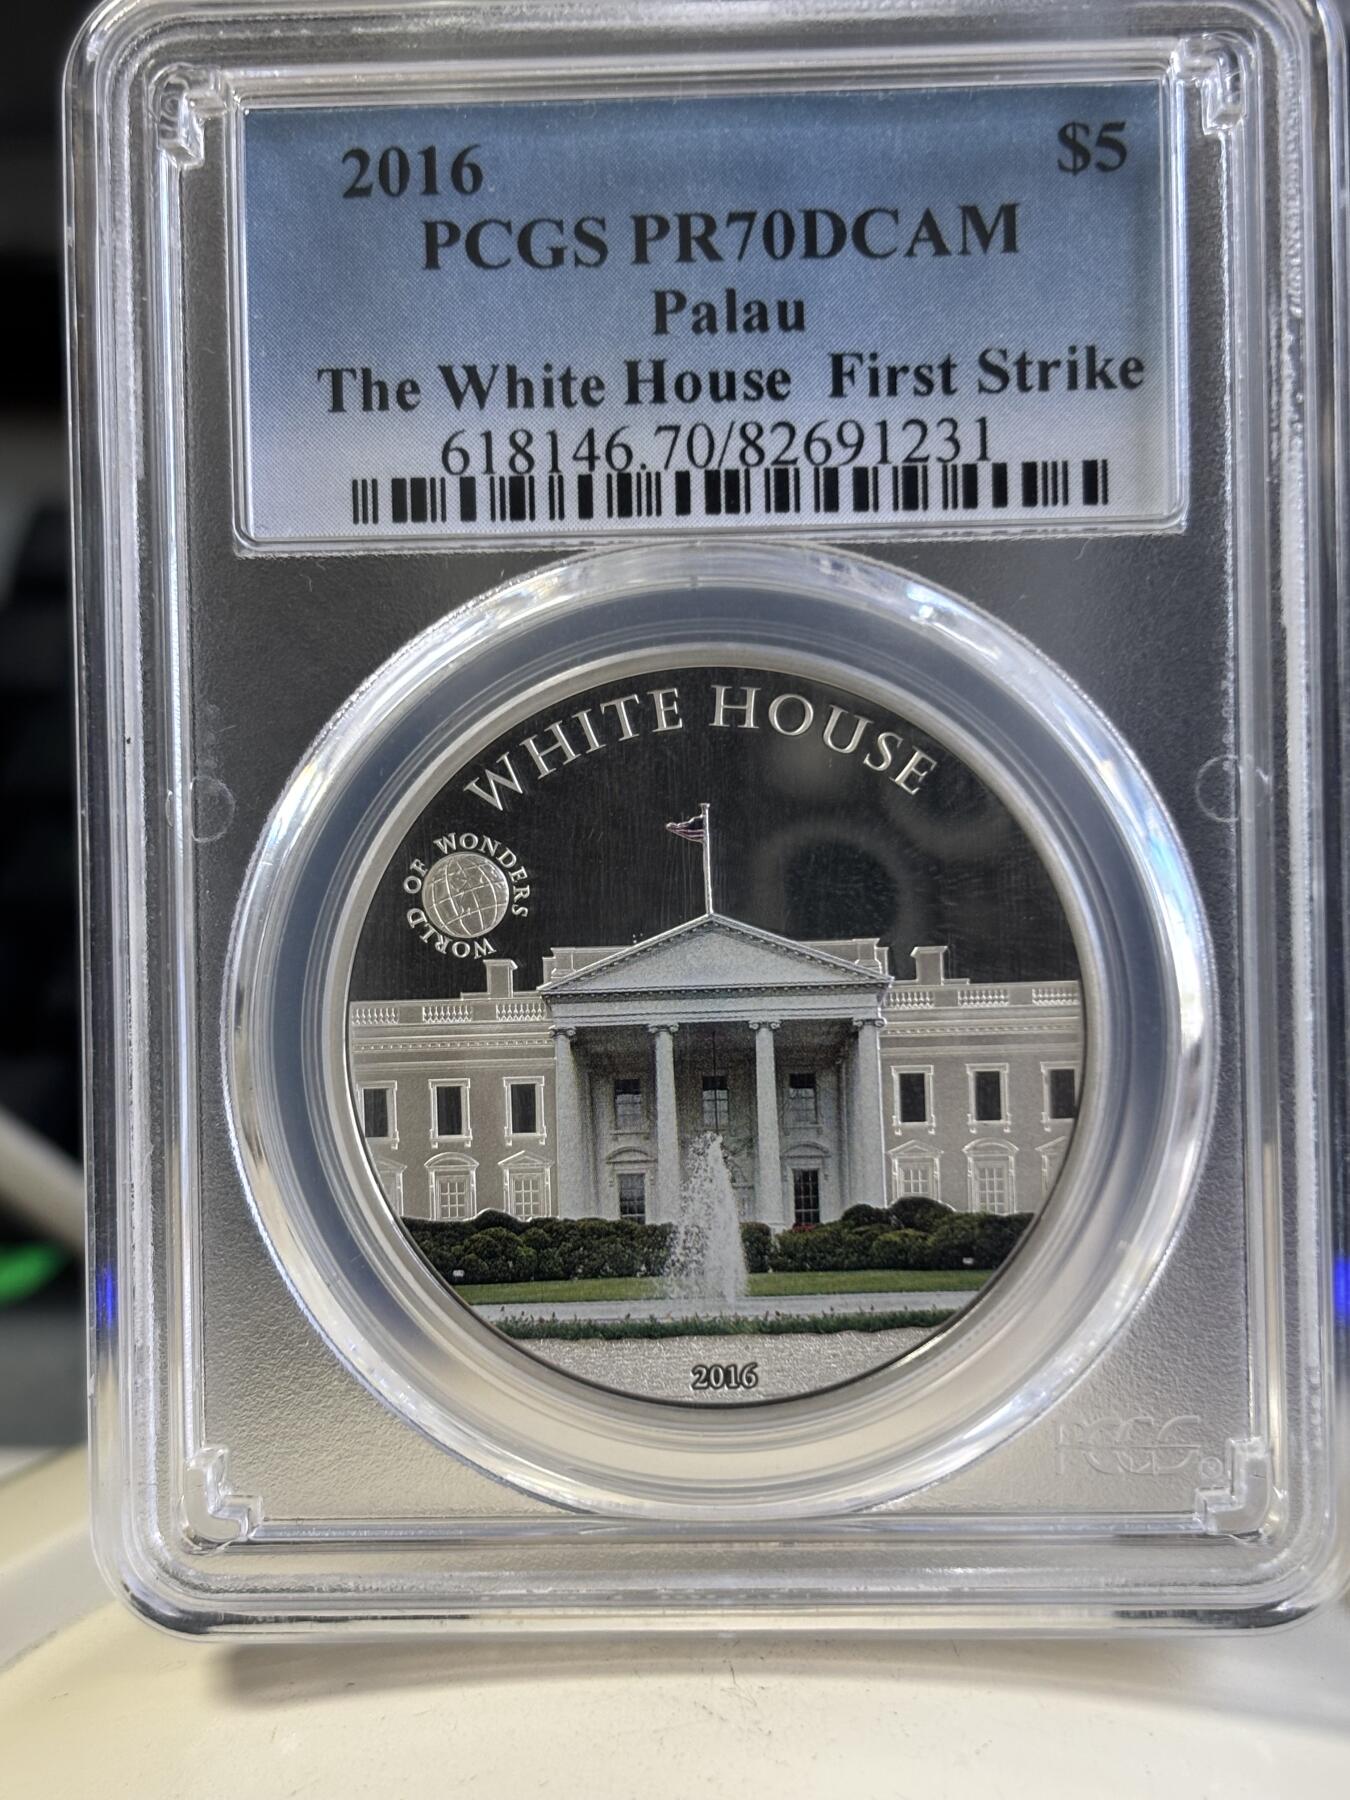 2016 $5
PCGS PR70DCAM
Palau
The White House First Strike
618146.70/82691231
WHITE HOUSE
WORLD OF WONDERS
2016
PCGS